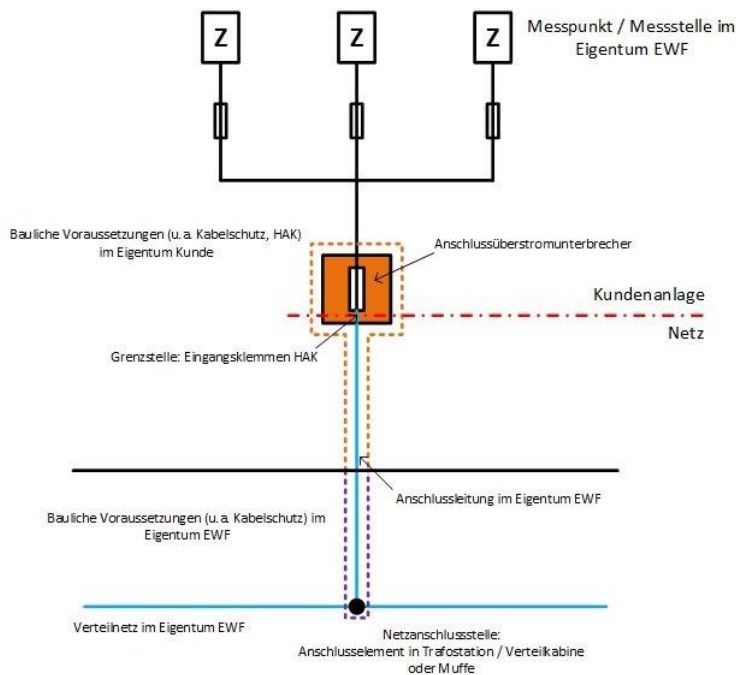 Z
Z
Z
Messpunkt / Messstelle im
Eigentum EWF
Bauliche Voraussetzungen (u. a. Kabelschutz, HAK)
im Eigentum Kunde
Anschlussüberstromunterbrecher
Kundenanlage
Netz
Grenzstelle: Eingangsklemmen HAK
Anschlussleitung im Eigentum EWF
Bauliche Voraussetzungen (u. a. Kabelschutz) im
Eigentum EWF
Verteilnetz im Eigentum EWF
Netzanschlussstelle:
Anschlusselement in Trafostation / Verteilkabine
oder Muffe